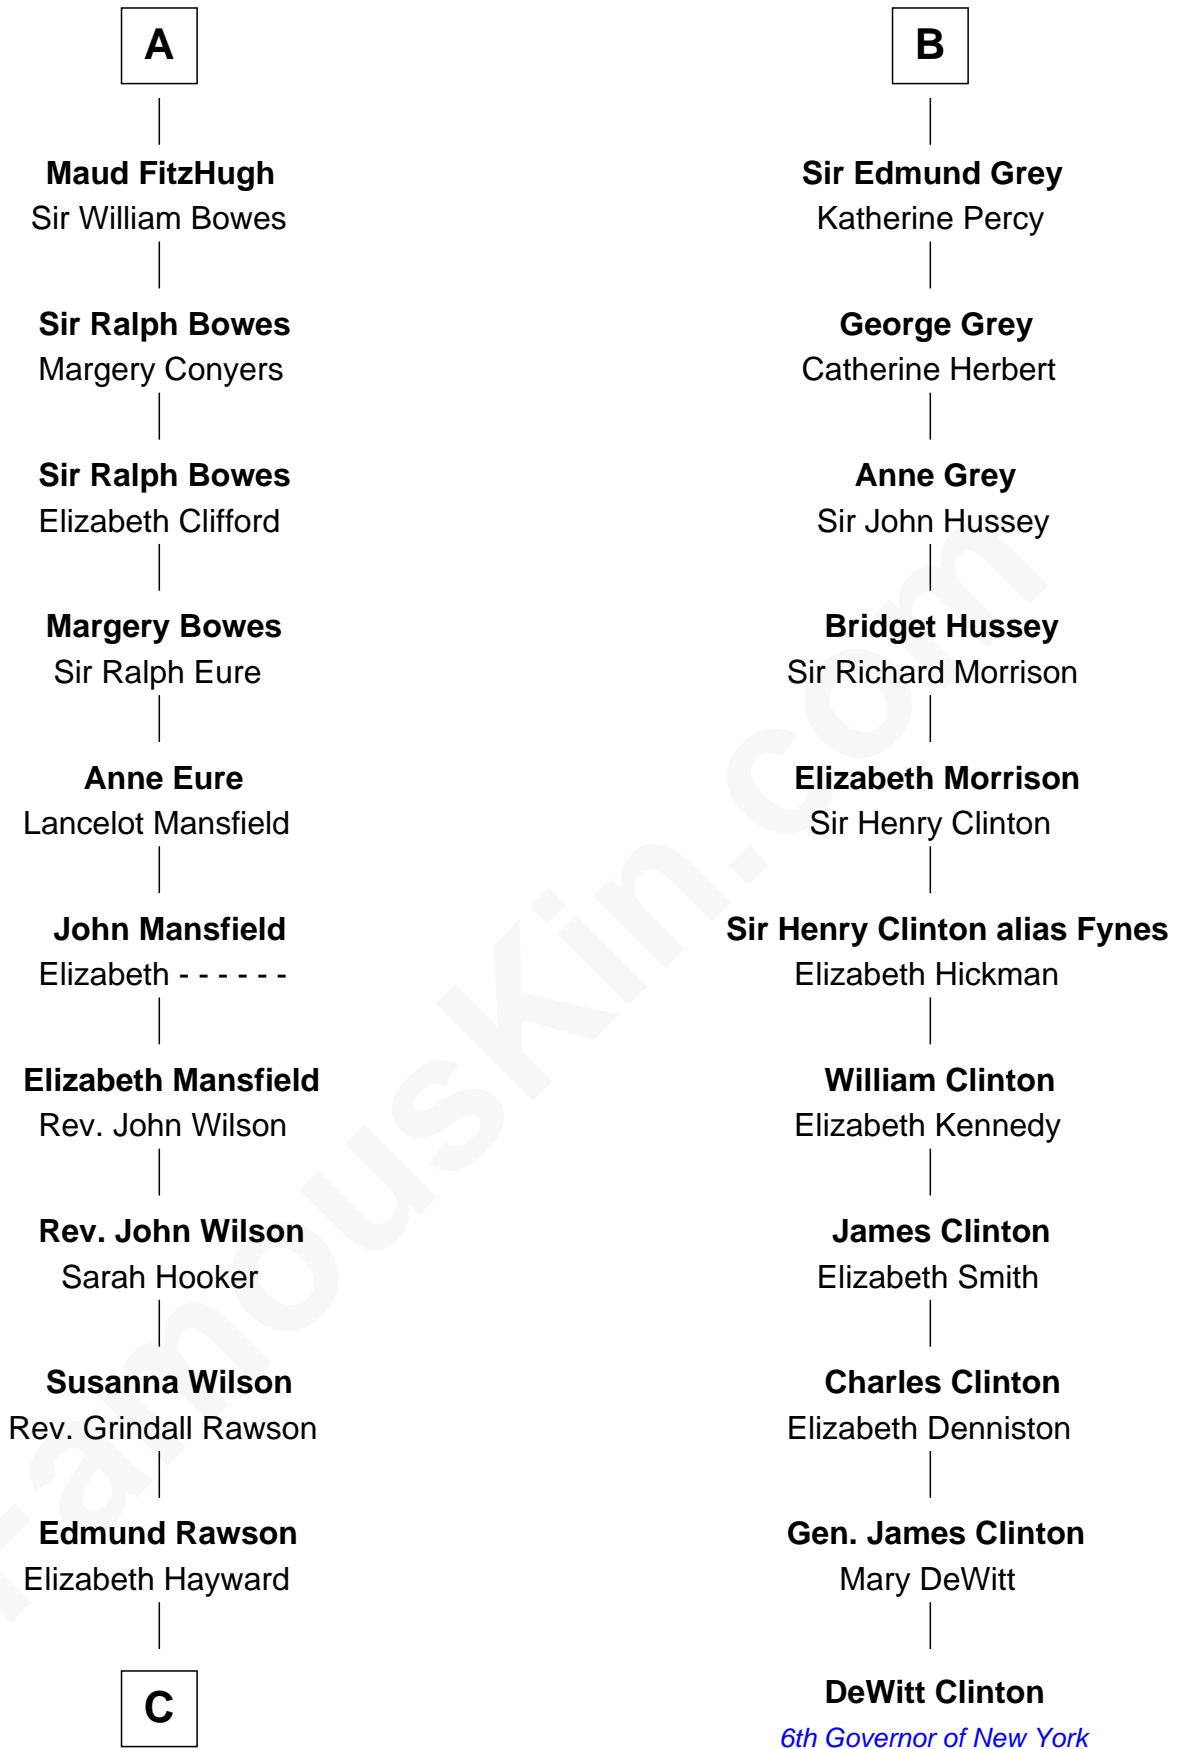 A
Maud FitzHugh
Sir William Bowes
Sir Ralph Bowes
Margery Conyers
Sir Ralph Bowes
Elizabeth Clifford
Margery Bowes
Sir Ralph Eure
Anne Eure
Lancelot Mansfield
John Mansfield
Elizabeth - - - - - -
Elizabeth Mansfield
Rev. John Wilson
Rev. John Wilson
Sarah Hooker
Susanna Wilson
Rev. Grindall Rawson
Edmund Rawson
Elizabeth Hayward
C
B
Sir Edmund Grey
Katherine Percy
George Grey
Catherine Herbert
Anne Grey
Sir John Hussey
Bridget Hussey
Sir Richard Morrison
Elizabeth Morrison
Sir Henry Clinton
Sir Henry Clinton alias Fynes
Elizabeth Hickman
William Clinton
Elizabeth Kennedy
James Clinton
Elizabeth Smith
Charles Clinton
Elizabeth Denniston
Gen. James Clinton
Mary DeWitt
DeWitt Clinton
6th Governor of New York
FamousKin.com